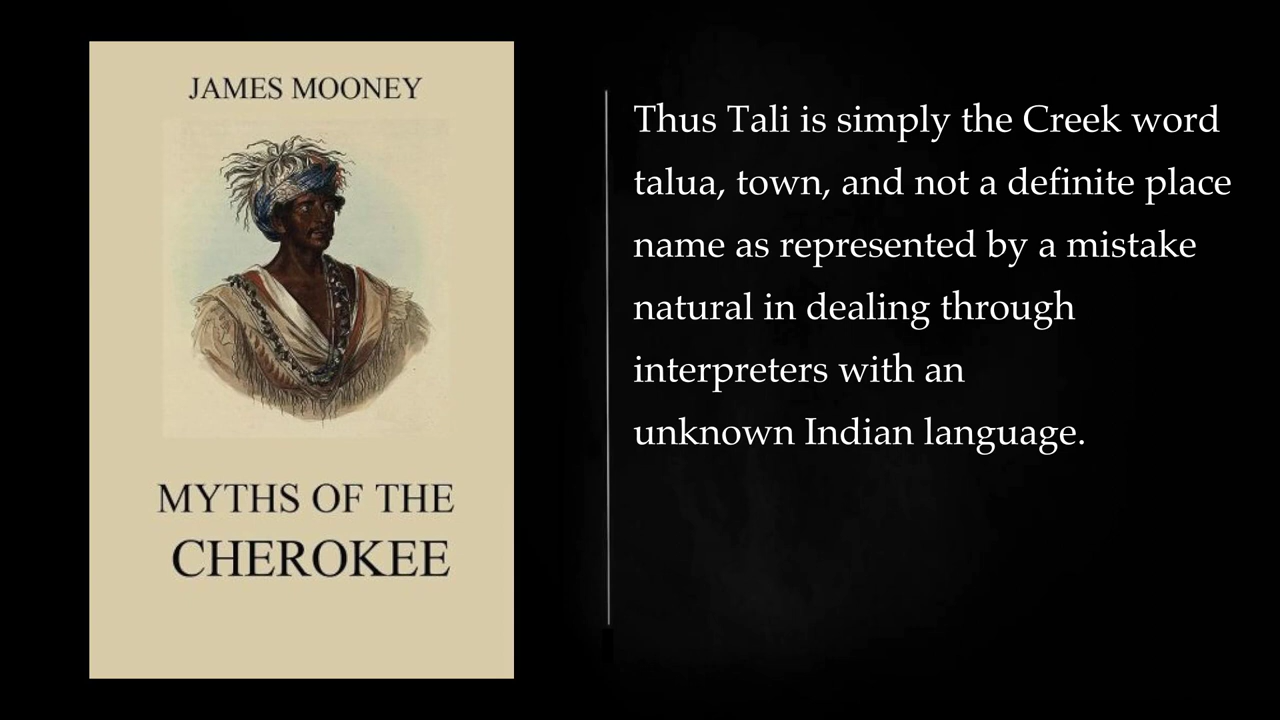 JAMES MOONEY
MYTHS OF THE
CHEROKEE
Thus Tali is simply the Creek word
talua, town, and not a definite place
name as represented by a mistake
natural in dealing through
interpreters with an
unknown Indian language.